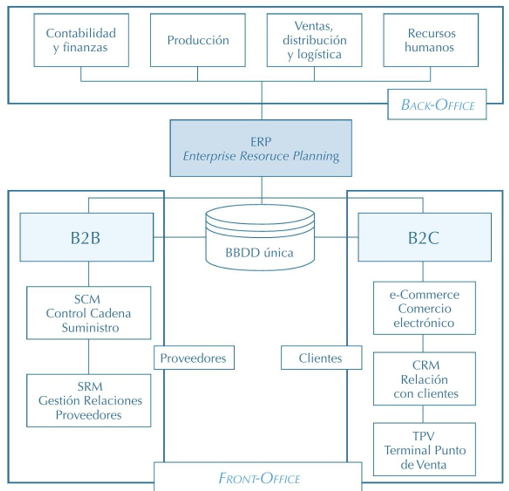 Contabilidad
y finanzas
Producción
Ventas,
distribución
y logística
Recursos
humanos
BACK-OFFICE
ERP
Enterprise Resoruce Planning
B2B
BBDD única
B2C
SCM
Control Cadena
Suministro
e-Commerce
Comercio
electrónico
Proveedores
Clientes
SRM
Gestión Relaciones
Proveedores
CRM
Relación
con clientes
TPV
Terminal Punto
de Venta
FRONT-OFFICE